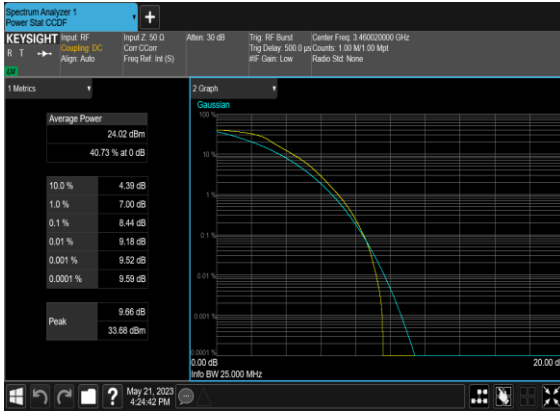 Spectrum Analyzer 1
Power Stat CCDF
+
KEYSIGHT
R T
LXI
Input: RF
Coupling: DC
Align: Auto
Input Z: 50 Ω
Corr CCorr
Freq Ref: Int (S)
Atten: 30 dB
Trig: RF Burst
Trig Delay: 500.0 µs
#IF Gain: Low
Center Freq: 3.460020000 GHz
Counts: 1.00 M/1.00 Mpt
Radio Std: None
1 Metrics
Average Power
24.02 dBm
40.73 % at 0 dB
10.0 % 4.39 dB
1.0 % 7.00 dB
0.1 % 8.44 dB
0.01 % 9.18 dB
0.001 % 9.52 dB
0.0001 % 9.59 dB
Peak
9.66 dB
33.68 dBm
2 Graph
Gaussian
100 %
10 %
1 %
0.1 %
0.01 %
0.001 %
0.0001 %
0.00 dB
20.00 d
Info BW 25.000 MHz
?
May 21, 2023
4:24:42 PM